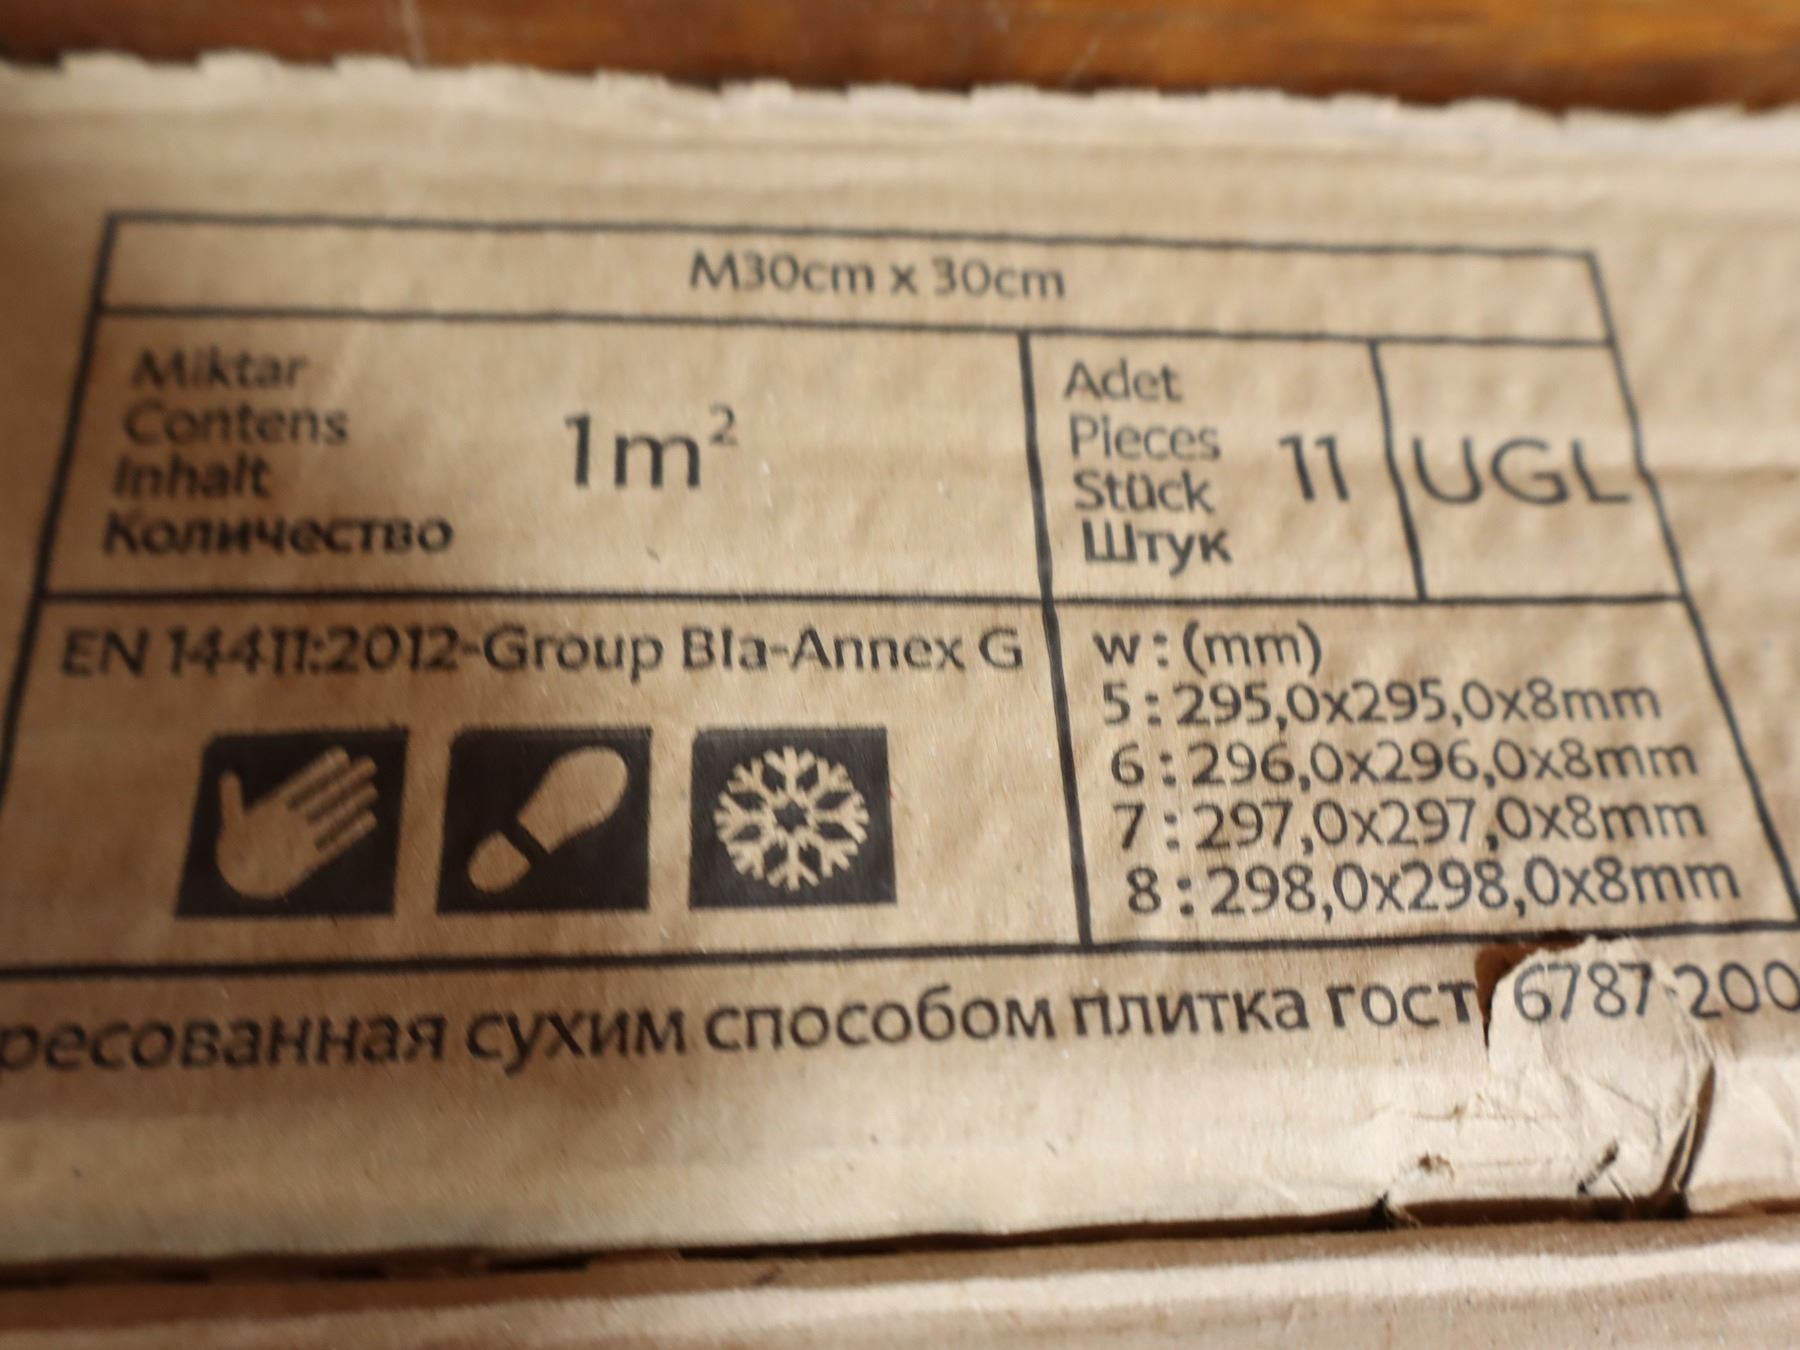 M30cm x 30cm
Miktar
Contens
Inhalt
Количество
1m²
Adet
Pieces
Stück
Штук
11
UGL
EN 14411:2012-Group BIa-Annex G
w : (mm)
5 : 295,0x295,0x8mm
6 : 296,0x296,0x8mm
7 : 297,0x297,0x8mm
8 : 298,0x298,0x8mm
ресованная сухим способом плитка гост 6787-200